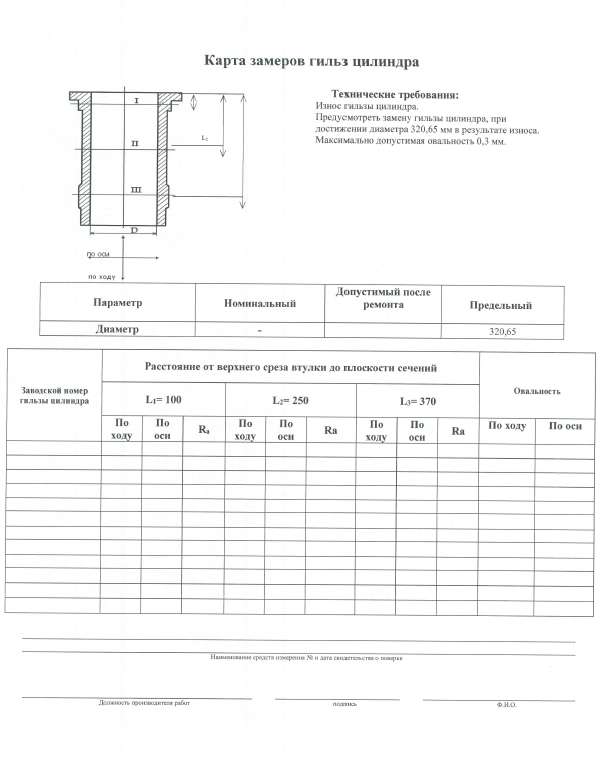 Карта замеров гильз цилиндра
Технические требования:
Износ гильзы цилиндра.
Предусмотреть замену гильзы цилиндра, при
достижении диаметра 320,65 мм в результате износа.
Максимально допустимая овальность 0,3 мм.
I
L₂
II
III
D
по оси
по ходу
Параметр Номинальный Допустимый после ремонта Предельный
Диаметр - 320,65
Заводской номер гильзы цилиндра
Расстояние от верхнего среза втулки до плоскости сечений
Овальность
L₁= 100 L₂= 250 L₃= 370
По ходу По оси Rₐ По ходу По оси Ra По ходу По оси Ra По ходу По оси
Наименование средств измерения № и дата свидетельства о поверке
Должность производителя работ подпись Ф.И.О.